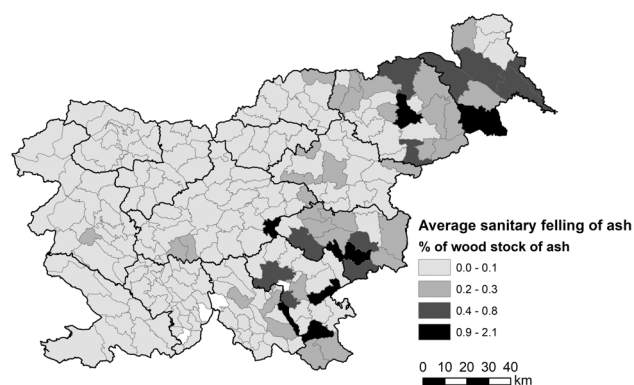 Average sanitary felling of ash
% of wood stock of ash
0.0 - 0.1
0.2 - 0.3
0.4 - 0.8
0.9 - 2.1
0 10 20 30 40
km